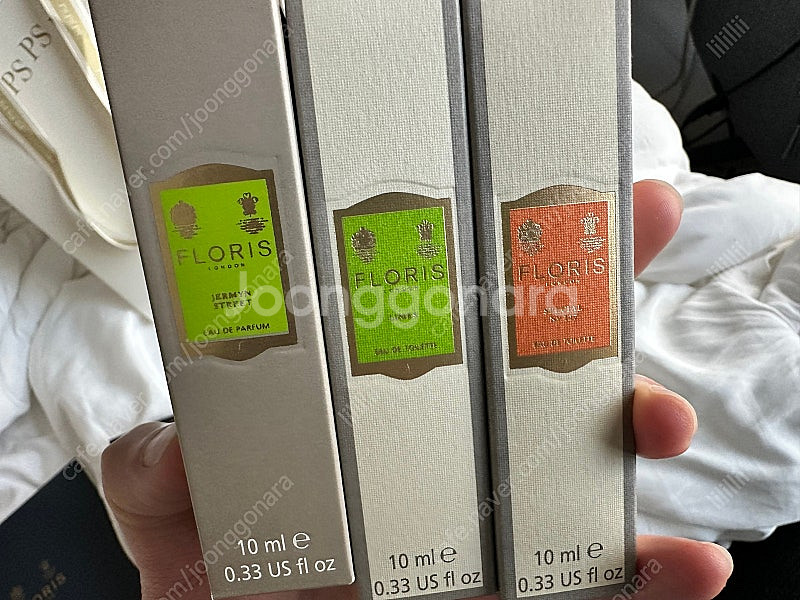 PS PS
FLORIS
LONDON
JERMYN
STREET
EAU DE PARFUM
10 ml e
0.33 US fl oz
FLORIS
EAU DE TOILETTE
10 ml e
0.33 US fl oz
FLORIS
EAU DE TOILETTE
10 ml e
0.33 US fl oz
FLORIS
Joonggonara
cafe.naver.com/joonggonara
lilillii